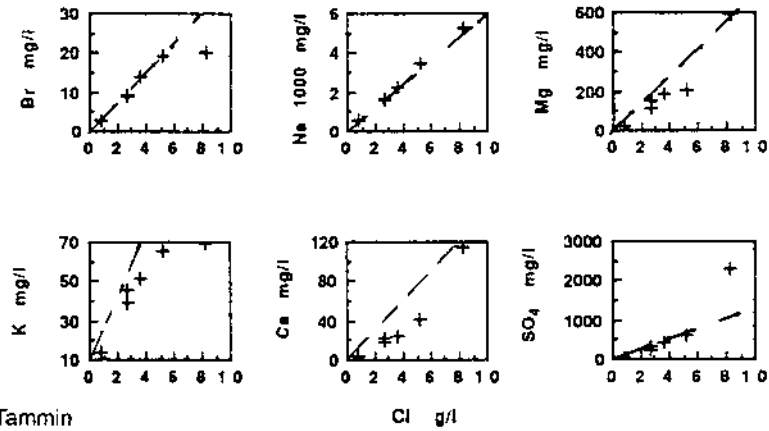 Br mg/l
30
20
10
0
0 2 4 6 8 10
Na 1000 mg/l
6
4
2
0
0 2 4 6 8 10
Mg mg/l
600
400
200
0
0 2 4 6 8 10
K mg/l
70
50
30
10
0 2 4 6 8 10
Ca mg/l
120
80
40
0
0 2 4 6 8 10
SO4 mg/l
3000
2000
1000
0
0 2 4 6 8 10
Tammin
Cl g/l